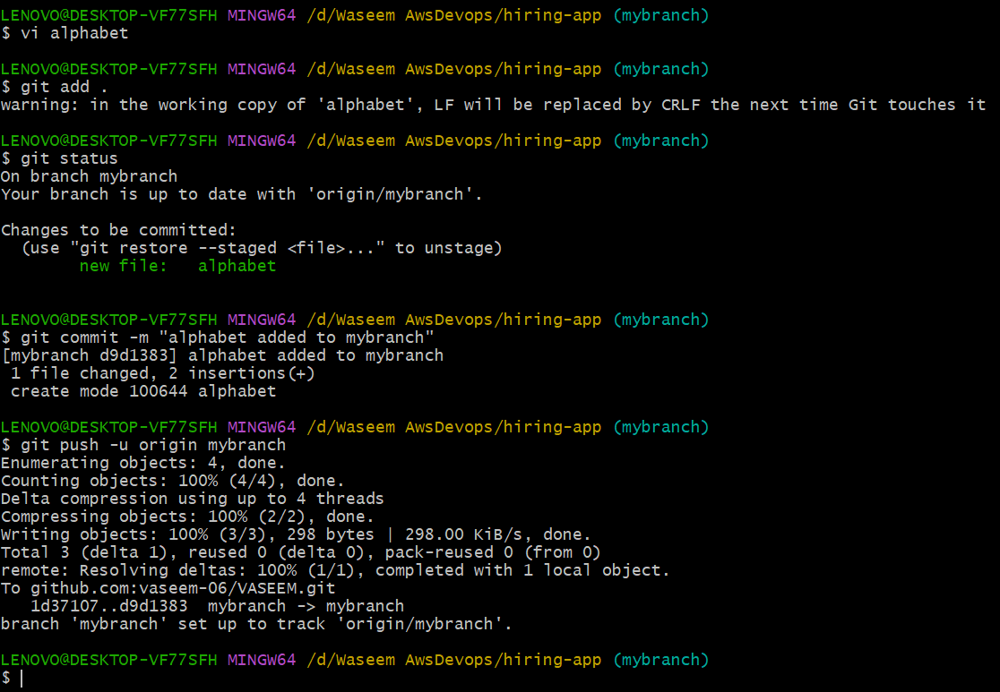 LENOVO@DESKTOP-VF77SFH MINGW64 /d/Waseem AwsDevops/hiring-app (mybranch)
$ vi alphabet
LENOVO@DESKTOP-VF77SFH MINGW64 /d/Waseem AwsDevops/hiring-app (mybranch)
$ git add .
warning: in the working copy of 'alphabet', LF will be replaced by CRLF the next time Git touches it
LENOVO@DESKTOP-VF77SFH MINGW64 /d/Waseem AwsDevops/hiring-app (mybranch)
$ git status
On branch mybranch
Your branch is up to date with 'origin/mybranch'.
Changes to be committed:
  (use "git restore --staged <file>..." to unstage)
        new file:   alphabet
LENOVO@DESKTOP-VF77SFH MINGW64 /d/Waseem AwsDevops/hiring-app (mybranch)
$ git commit -m "alphabet added to mybranch"
[mybranch d9d1383] alphabet added to mybranch
 1 file changed, 2 insertions(+)
 create mode 100644 alphabet
LENOVO@DESKTOP-VF77SFH MINGW64 /d/Waseem AwsDevops/hiring-app (mybranch)
$ git push -u origin mybranch
Enumerating objects: 4, done.
Counting objects: 100% (4/4), done.
Delta compression using up to 4 threads
Compressing objects: 100% (2/2), done.
Writing objects: 100% (3/3), 298 bytes | 298.00 KiB/s, done.
Total 3 (delta 1), reused 0 (delta 0), pack-reused 0 (from 0)
remote: Resolving deltas: 100% (1/1), completed with 1 local object.
To github.com:vaseem-06/VASEEM.git
   1d37107..d9d1383  mybranch -> mybranch
branch 'mybranch' set up to track 'origin/mybranch'.
LENOVO@DESKTOP-VF77SFH MINGW64 /d/Waseem AwsDevops/hiring-app (mybranch)
$